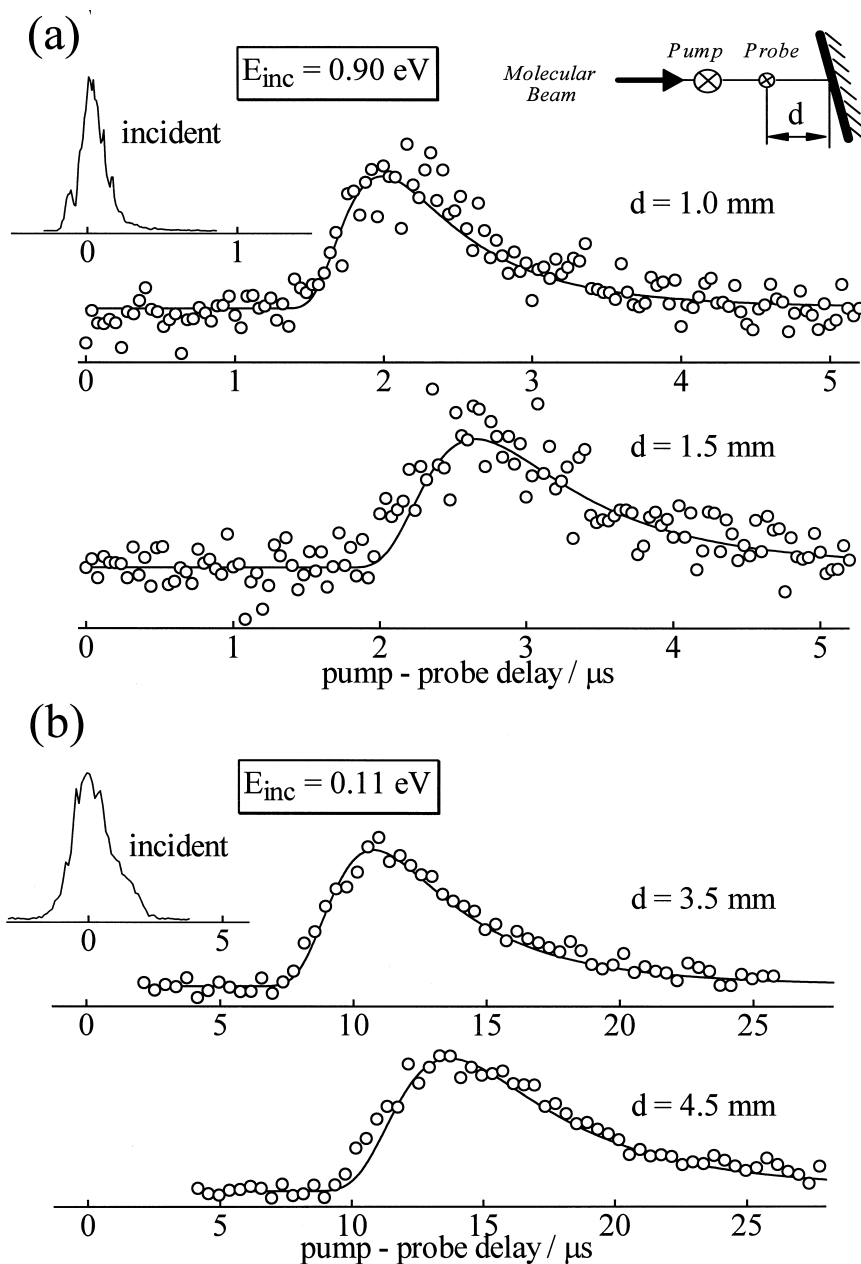 (a)
E_inc = 0.90 eV
Pump Probe
Molecular
Beam
d
incident
0 1
d = 1.0 mm
0 1 2 3 4 5
d = 1.5 mm
0 1 2 3 4 5
pump - probe delay / μs
(b)
E_inc = 0.11 eV
incident
0 5
d = 3.5 mm
0 5 10 15 20 25
d = 4.5 mm
0 5 10 15 20 25
pump - probe delay / μs